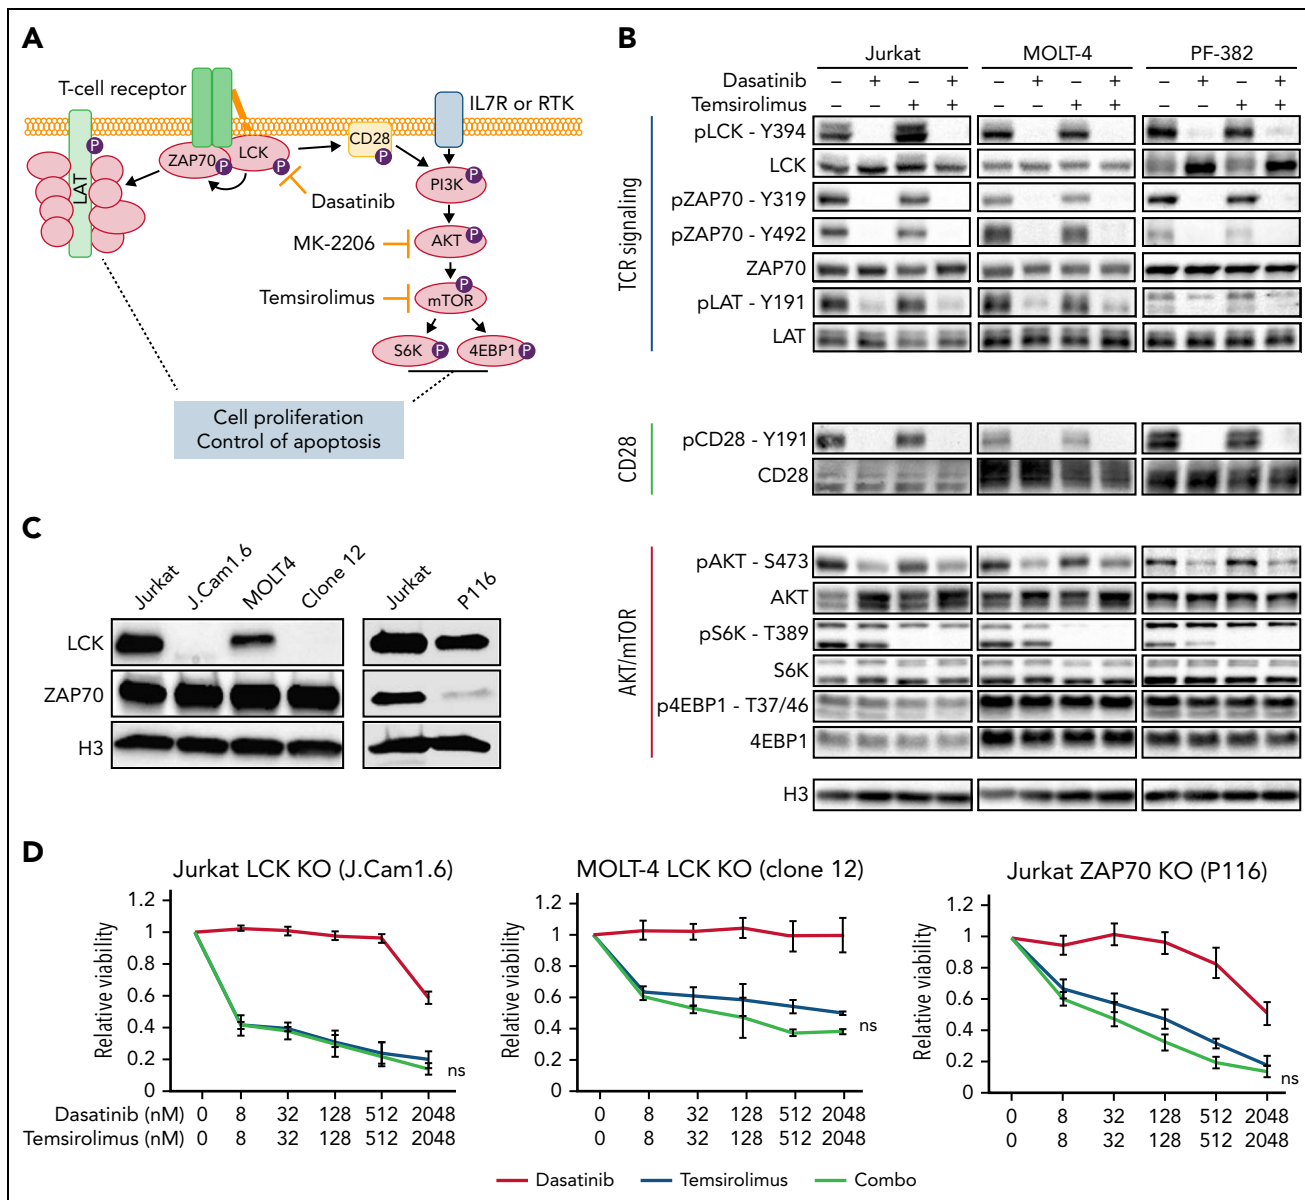 A
T-cell receptor
IL7R or RTK
P
CD28
P
LCK
ZAP70
P
P
LAT
P
PI3K
Dasatinib
MK-2206
AKT
P
Temsirolimus
P
mTOR
S6K
P
4EBP1
P
Cell proliferation
Control of apoptosis
B
Jurkat MOLT-4 PF-382
Dasatinib – + – + – + – + – + – +
Temsirolimus – – + + – – + + – – + +
TCR signaling
pLCK - Y394
LCK
pZAP70 - Y319
pZAP70 - Y492
ZAP70
pLAT - Y191
LAT
CD28
pCD28 - Y191
CD28
AKT/mTOR
pAKT - S473
AKT
pS6K - T389
S6K
p4EBP1 - T37/46
4EBP1
H3
C
Jurkat J.Cam1.6 MOLT4 Clone 12 Jurkat P116
LCK
ZAP70
H3
D
Jurkat LCK KO (J.Cam1.6)
Relative viability
1.2
1
0.8
0.6
0.4
0.2
0
ns
Dasatinib (nM) 0 8 32 128 512 2048
Temsirolimus (nM) 0 8 32 128 512 2048
MOLT-4 LCK KO (clone 12)
Relative viability
1.2
1
0.8
0.6
0.4
0.2
0
ns
0 8 32 128 512 2048
0 8 32 128 512 2048
Jurkat ZAP70 KO (P116)
Relative viability
1.2
1
0.8
0.6
0.4
0.2
0
ns
0 8 32 128 512 2048
0 8 32 128 512 2048
Dasatinib Temsirolimus Combo